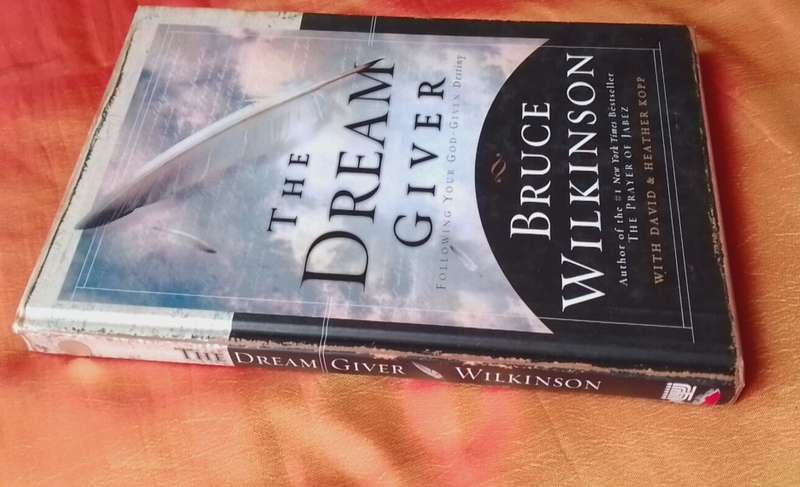 THE
DREAM
GIVER
FOLLOWING YOUR GOD-GIVEN Destiny
BRUCE
WILKINSON
Author of the #1 New York Times Bestseller
THE PRAYER OF JABEZ
WITH DAVID & HEATHER KOPP
THE DREAM GIVER WILKINSON